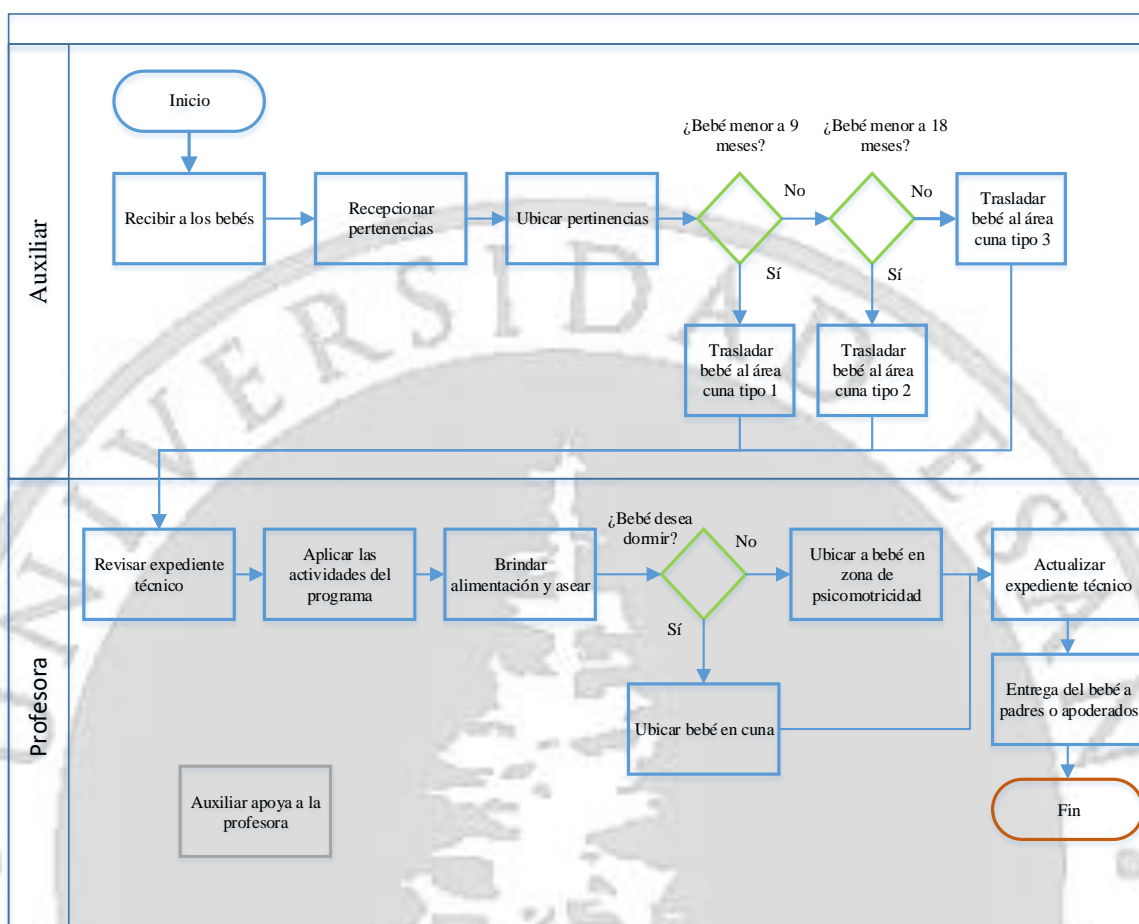 Auxiliar
Inicio
¿Bebé menor a 9
meses?
¿Bebé menor a 18
meses?
Recibir a los bebés
Recepcionar
pertenencias
Ubicar pertinencias
No
No
Trasladar
bebé al área
cuna tipo 3
Sí
Sí
Trasladar
bebé al área
cuna tipo 1
Trasladar
bebé al área
cuna tipo 2
Profesora
Revisar expediente
técnico
Aplicar las
actividades del
programa
Brindar
alimentación y asear
¿Bebé desea
dormir?
No
Ubicar a bebé en
zona de
psicomotricidad
Actualizar
expediente técnico
Sí
Ubicar bebé en cuna
Entrega del bebé a
padres o apoderados
Auxiliar apoya a la
profesora
Fin
UNIVERSIDAD ESA